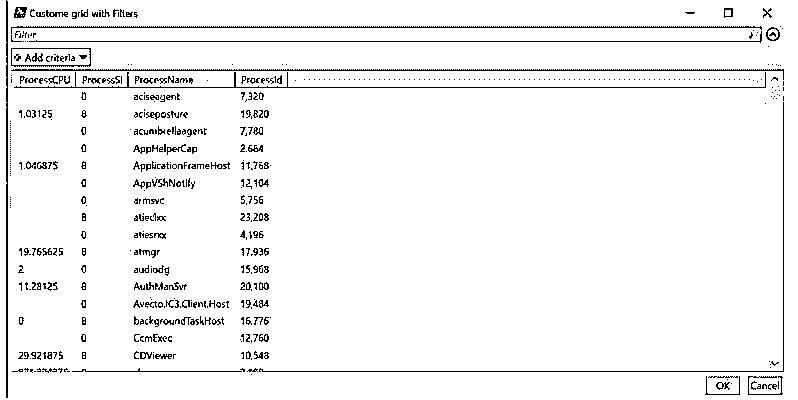 Custome grid with Filters
Filter
Add criteria
ProcessCPU ProcessSI ProcessName ProcessId
0 aciseagent 7,320
1.03125 8 aciseposture 19,820
0 acumbrellaagent 7,780
0 AppHelperCap 2,684
1.046875 8 ApplicationFrameHost 11,768
0 AppVShNotify 12,104
0 armsvc 5,756
8 atieclxx 23,208
0 atiesrxx 4,196
19.765625 8 atmgr 17,936
2 0 audiodg 15,968
11.28125 8 AuthManSvr 20,100
0 Avecto.IC3.Client.Host 19,484
0 8 backgroundTaskHost 16,776
0 CcmExec 12,760
29.921875 8 CDViewer 10,548
OK Cancel